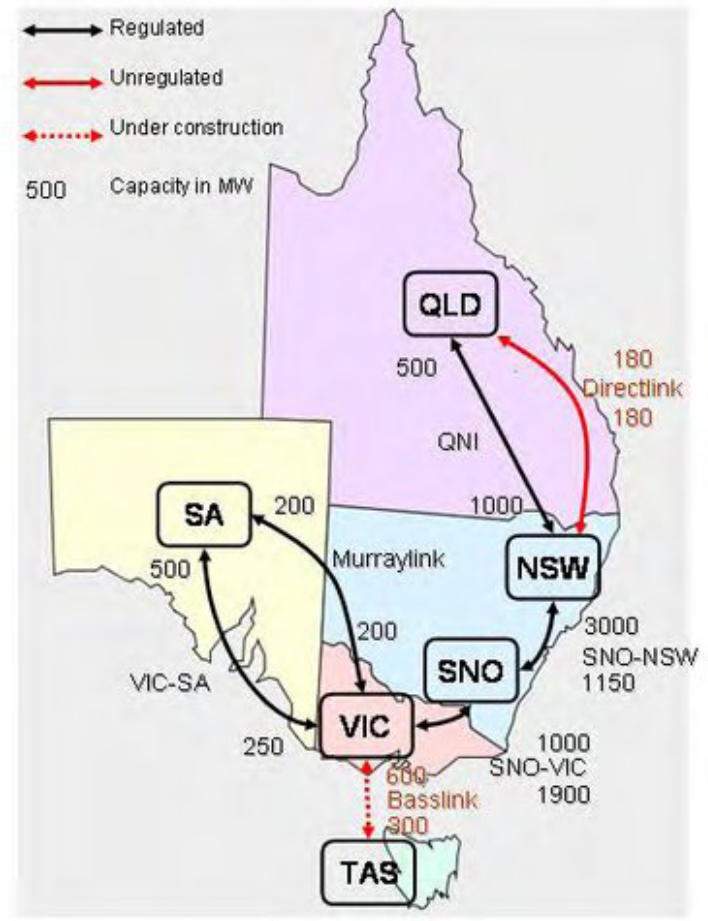 Regulated
Unregulated
Under construction
500 Capacity in MW
QLD
500
180
Directlink
180
QNI
1000
SA
200
NSW
Murraylink
500
200
3000
SNO-NSW
1150
SNO
VIC-SA
VIC
250
1000
SNO-VIC
1900
600
Basslink
300
TAS